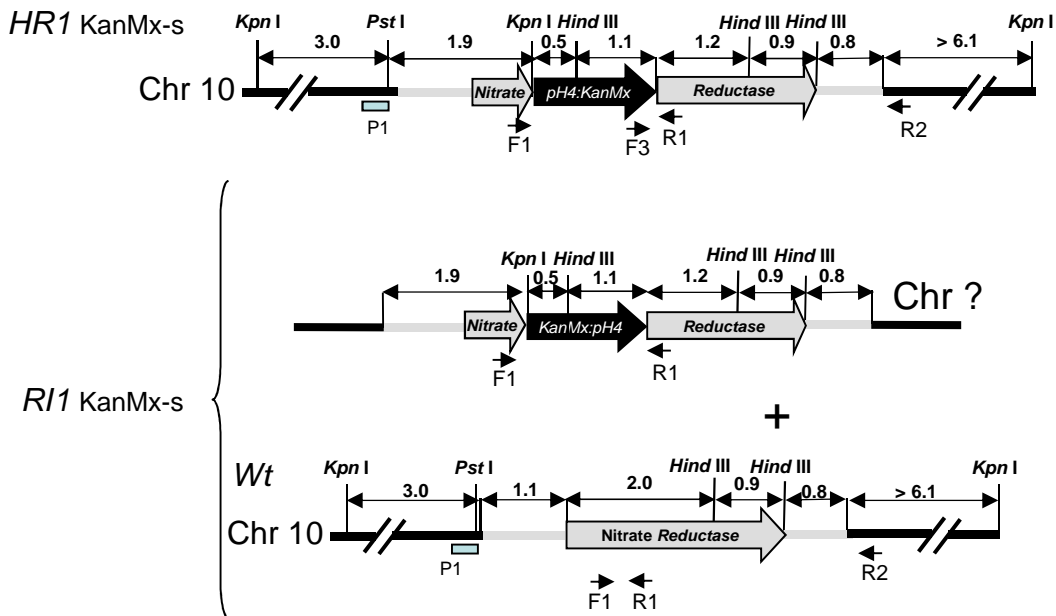 HR1 KanMx-s
Kpn I Pst I Kpn I Hind III Hind III Hind III Kpn I
3.0 1.9 0.5 1.1 1.2 0.9 0.8 > 6.1
Chr 10 Nitrate pH4:KanMx Reductase
P1 F1 F3 R1 R2
Kpn I Hind III Hind III Hind III
1.9 0.5 1.1 1.2 0.9 0.8
Chr ?
Nitrate KanMx:pH4 Reductase
F1 R1
RI1 KanMx-s
+
Wt
Kpn I Pst I Hind III Hind III Kpn I
3.0 1.1 2.0 0.9 0.8 > 6.1
Chr 10 Nitrate Reductase
P1 R2
F1 R1